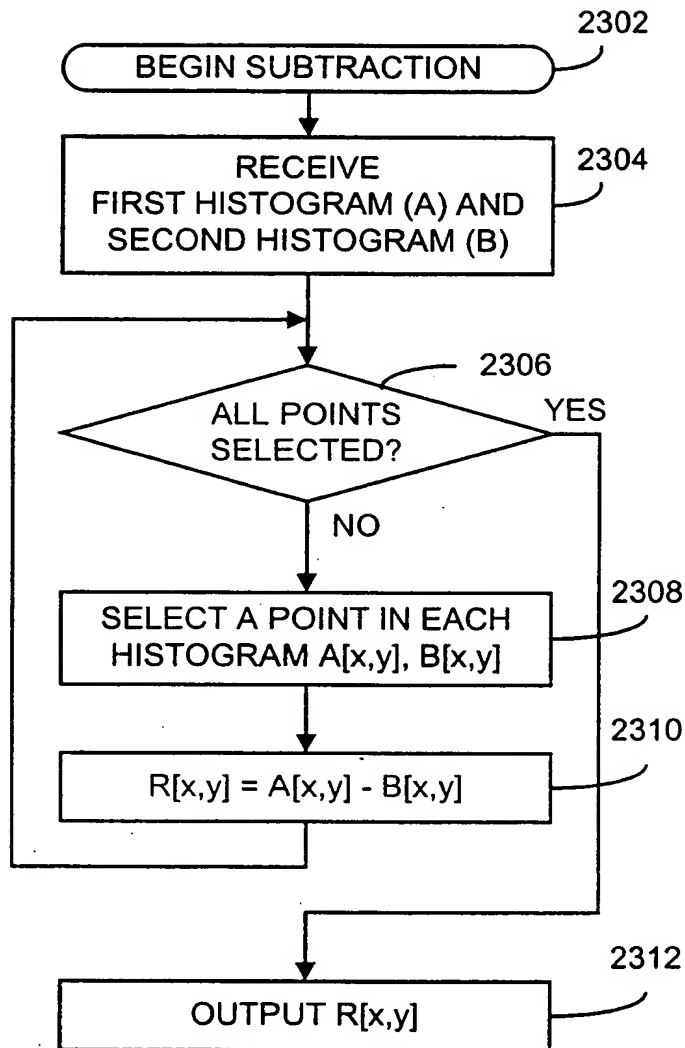 2302
BEGIN SUBTRACTION
2304
RECEIVE
FIRST HISTOGRAM (A) AND
SECOND HISTOGRAM (B)
2306
ALL POINTS
SELECTED?
YES
NO
2308
SELECT A POINT IN EACH
HISTOGRAM A[x,y], B[x,y]
2310
R[x,y] = A[x,y] - B[x,y]
2312
OUTPUT R[x,y]